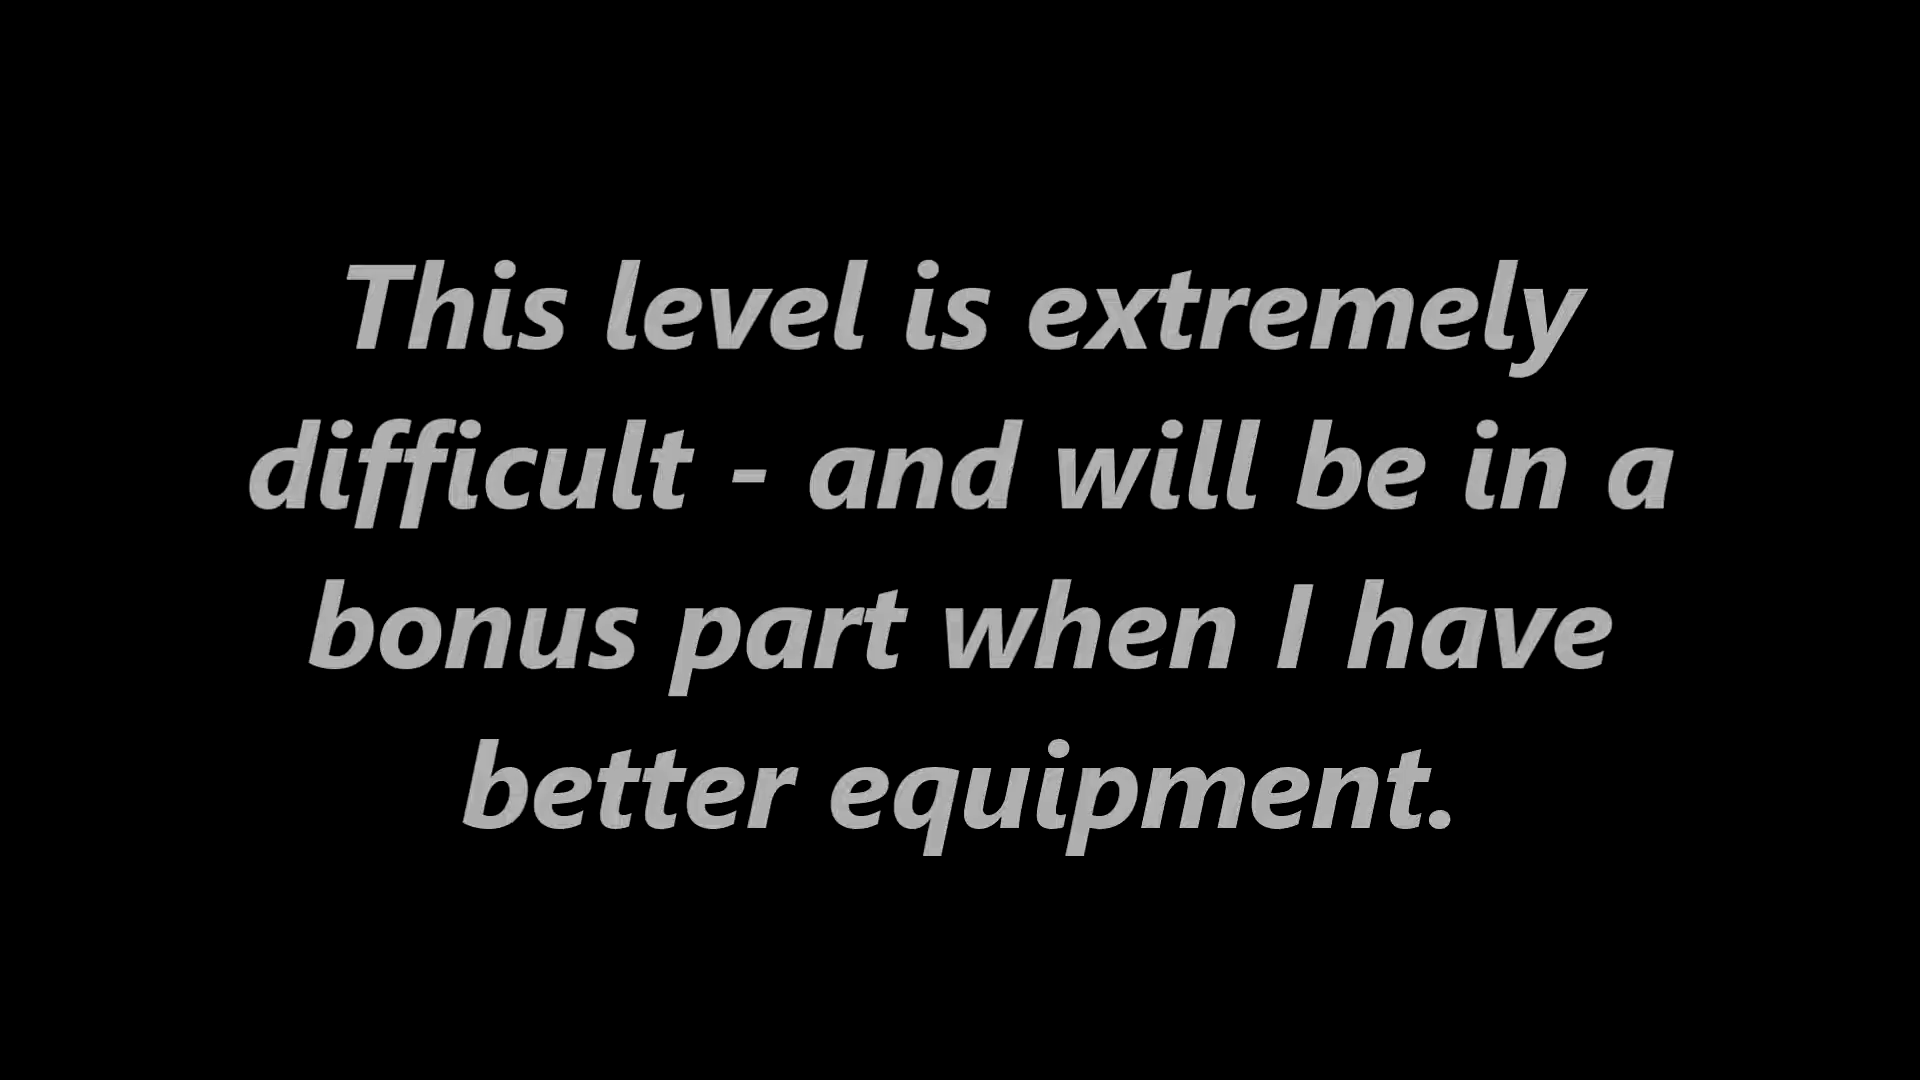 This level is extremely
difficult - and will be in a
bonus part when I have
better equipment.